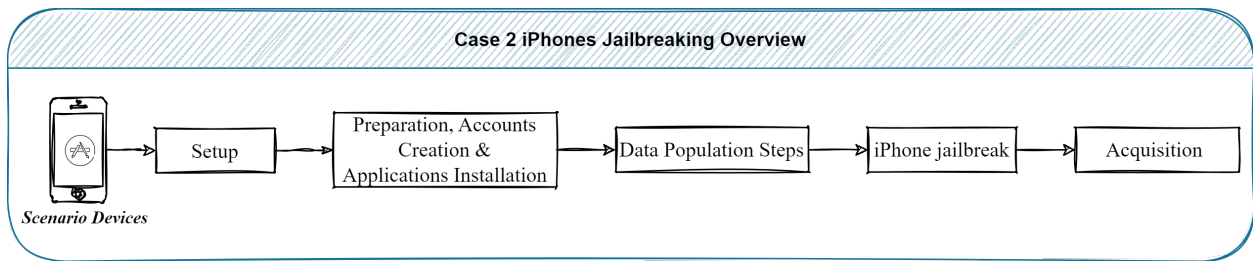 Case 2 iPhones Jailbreaking Overview
Scenario Devices
Setup
Preparation, Accounts
Creation &
Applications Installation
Data Population Steps
iPhone jailbreak
Acquisition